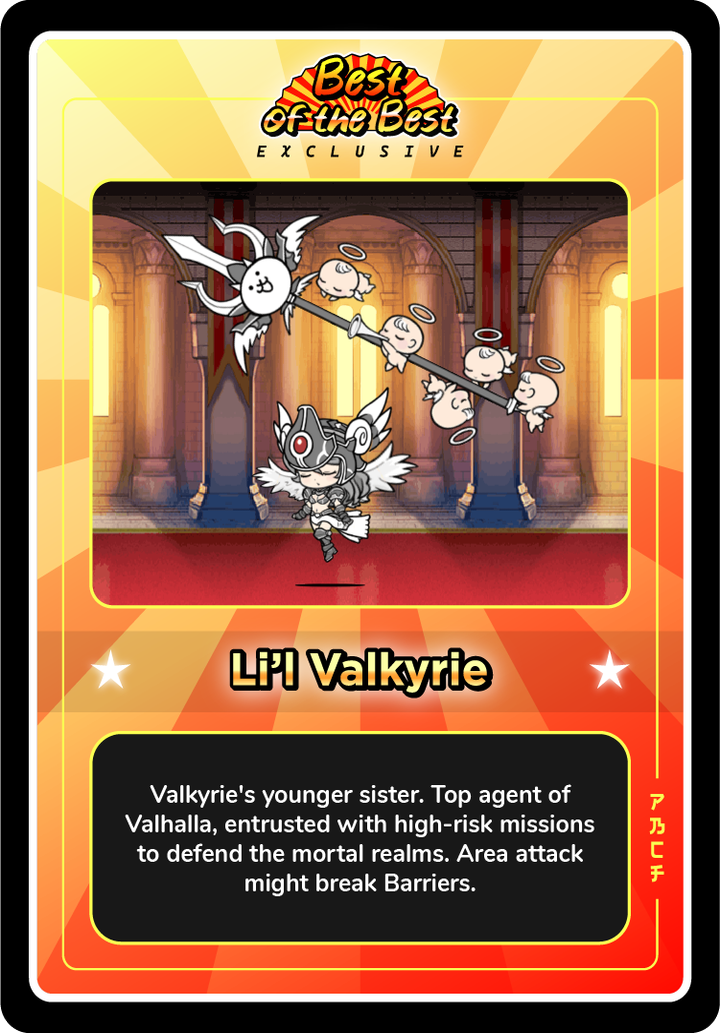 Best
of the Best
EXCLUSIVE
Li'l Valkyrie
Valkyrie's younger sister. Top agent of
Valhalla, entrusted with high-risk missions
to defend the mortal realms. Area attack
might break Barriers.